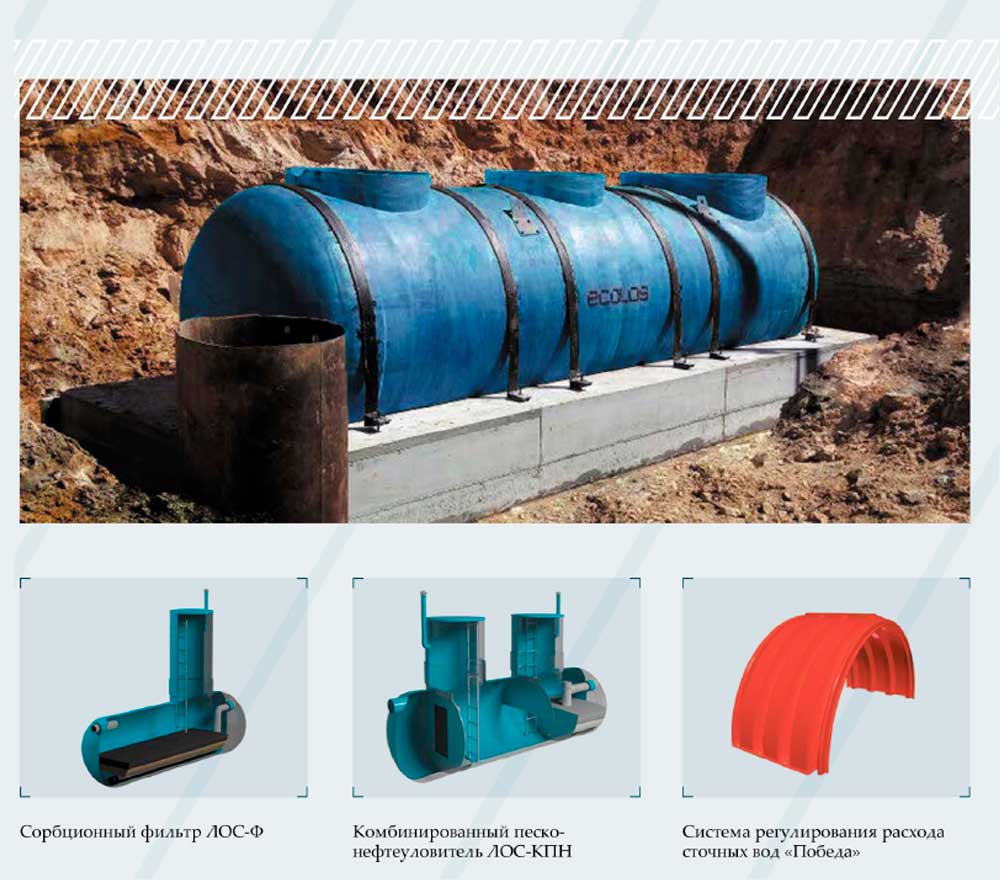 ecolos
Сорбционный фильтр ЛОС-Ф
Комбинированный песко-
нефтеуловитель ЛОС-КПН
Система регулирования расхода
сточных вод «Победа»